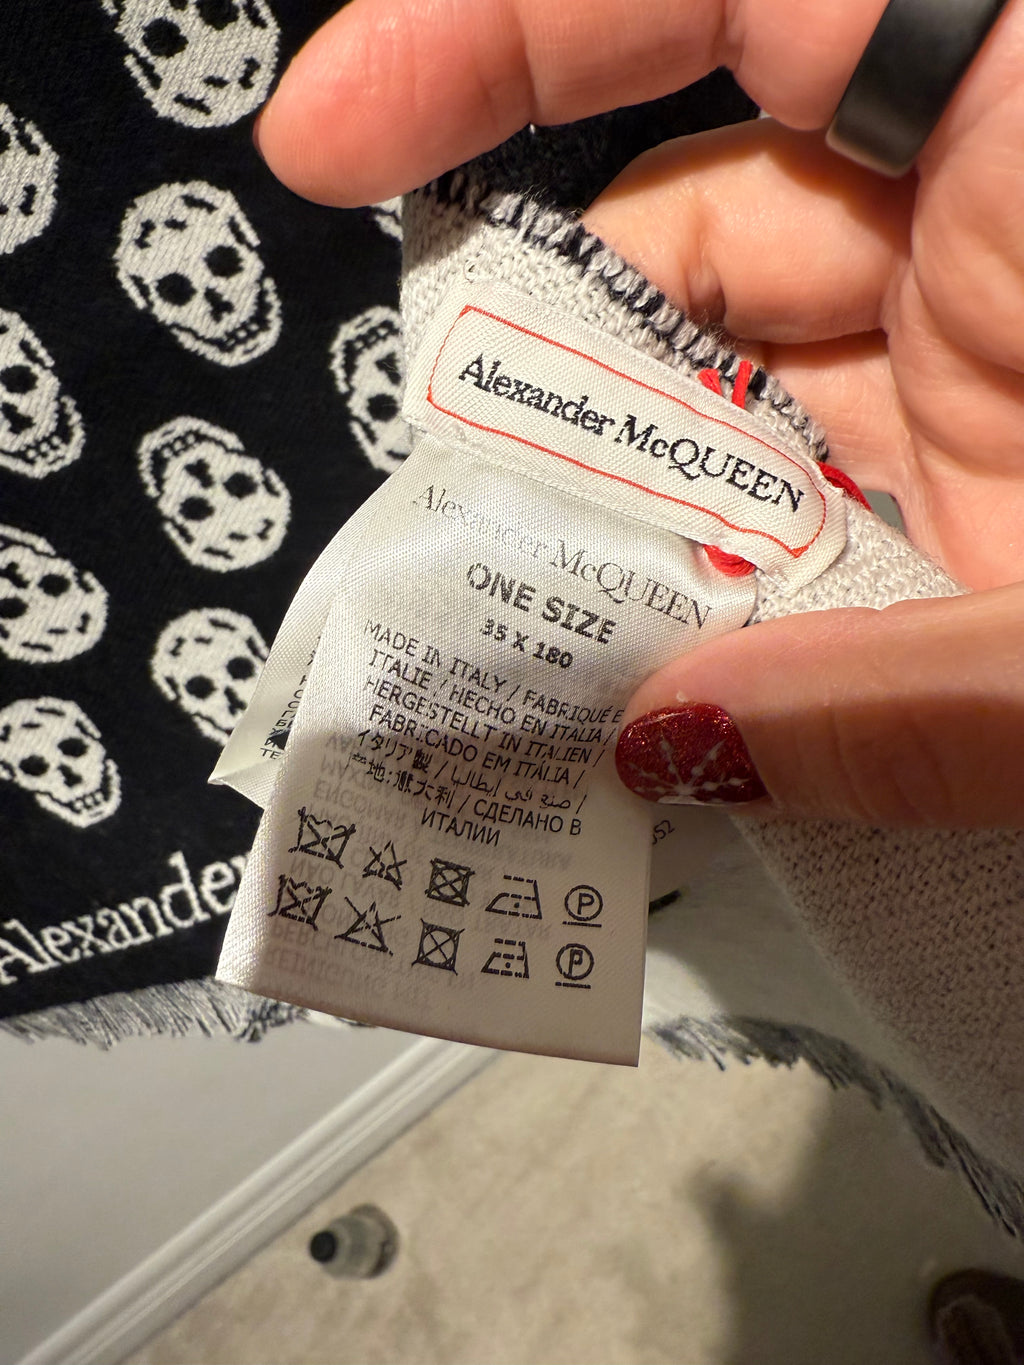 Alexander McQUEEN
Alexander McQUEEN
ONE SIZE
35 X 180
MADE IN ITALY / FABRIQUÉ E
ITALIE / HECHO EN ITALIA /
HERGESTELLT IN ITALIEN /
FABRICADO EM ITÁLIA /
イタリア製 / صنع في إيطاليا /
产地: 意大利 / СДЕЛАНО В
ИТАЛИИ
P
P
Alexander